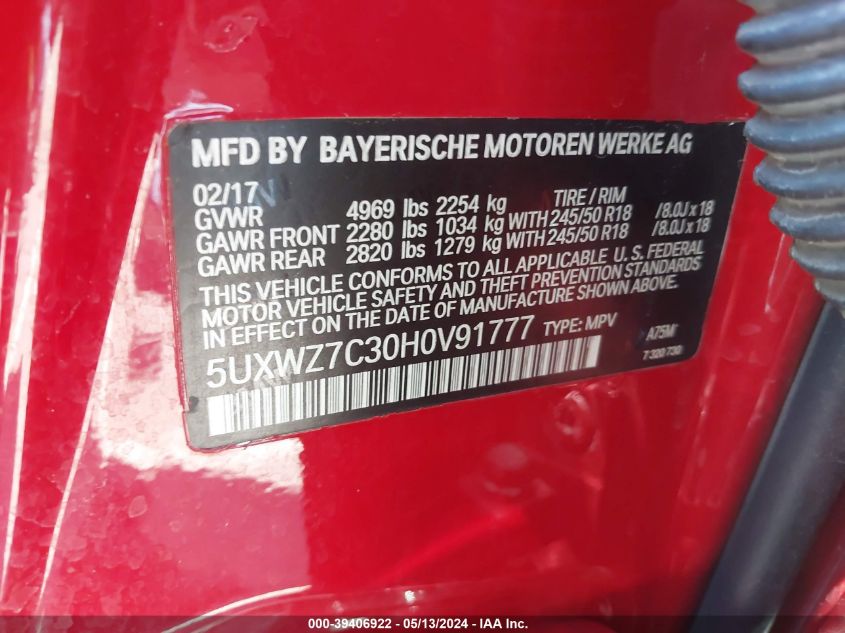 MFD BY BAYERISCHE MOTOREN WERKE AG
02/17
GVWR 4969 lbs 2254 kg TIRE / RIM
GAWR FRONT 2280 lbs 1034 kg WITH 245/50 R18 /8.0J x 18
GAWR REAR 2820 lbs 1279 kg WITH 245/50 R18 /8.0J x 18
THIS VEHICLE CONFORMS TO ALL APPLICABLE U. S. FEDERAL
MOTOR VEHICLE SAFETY AND THEFT PREVENTION STANDARDS
IN EFFECT ON THE DATE OF MANUFACTURE SHOWN ABOVE.
5UXWZ7C30H0V91777 TYPE: MPV A75M
7 320 730
000-39406922 - 05/13/2024 - IAA Inc.